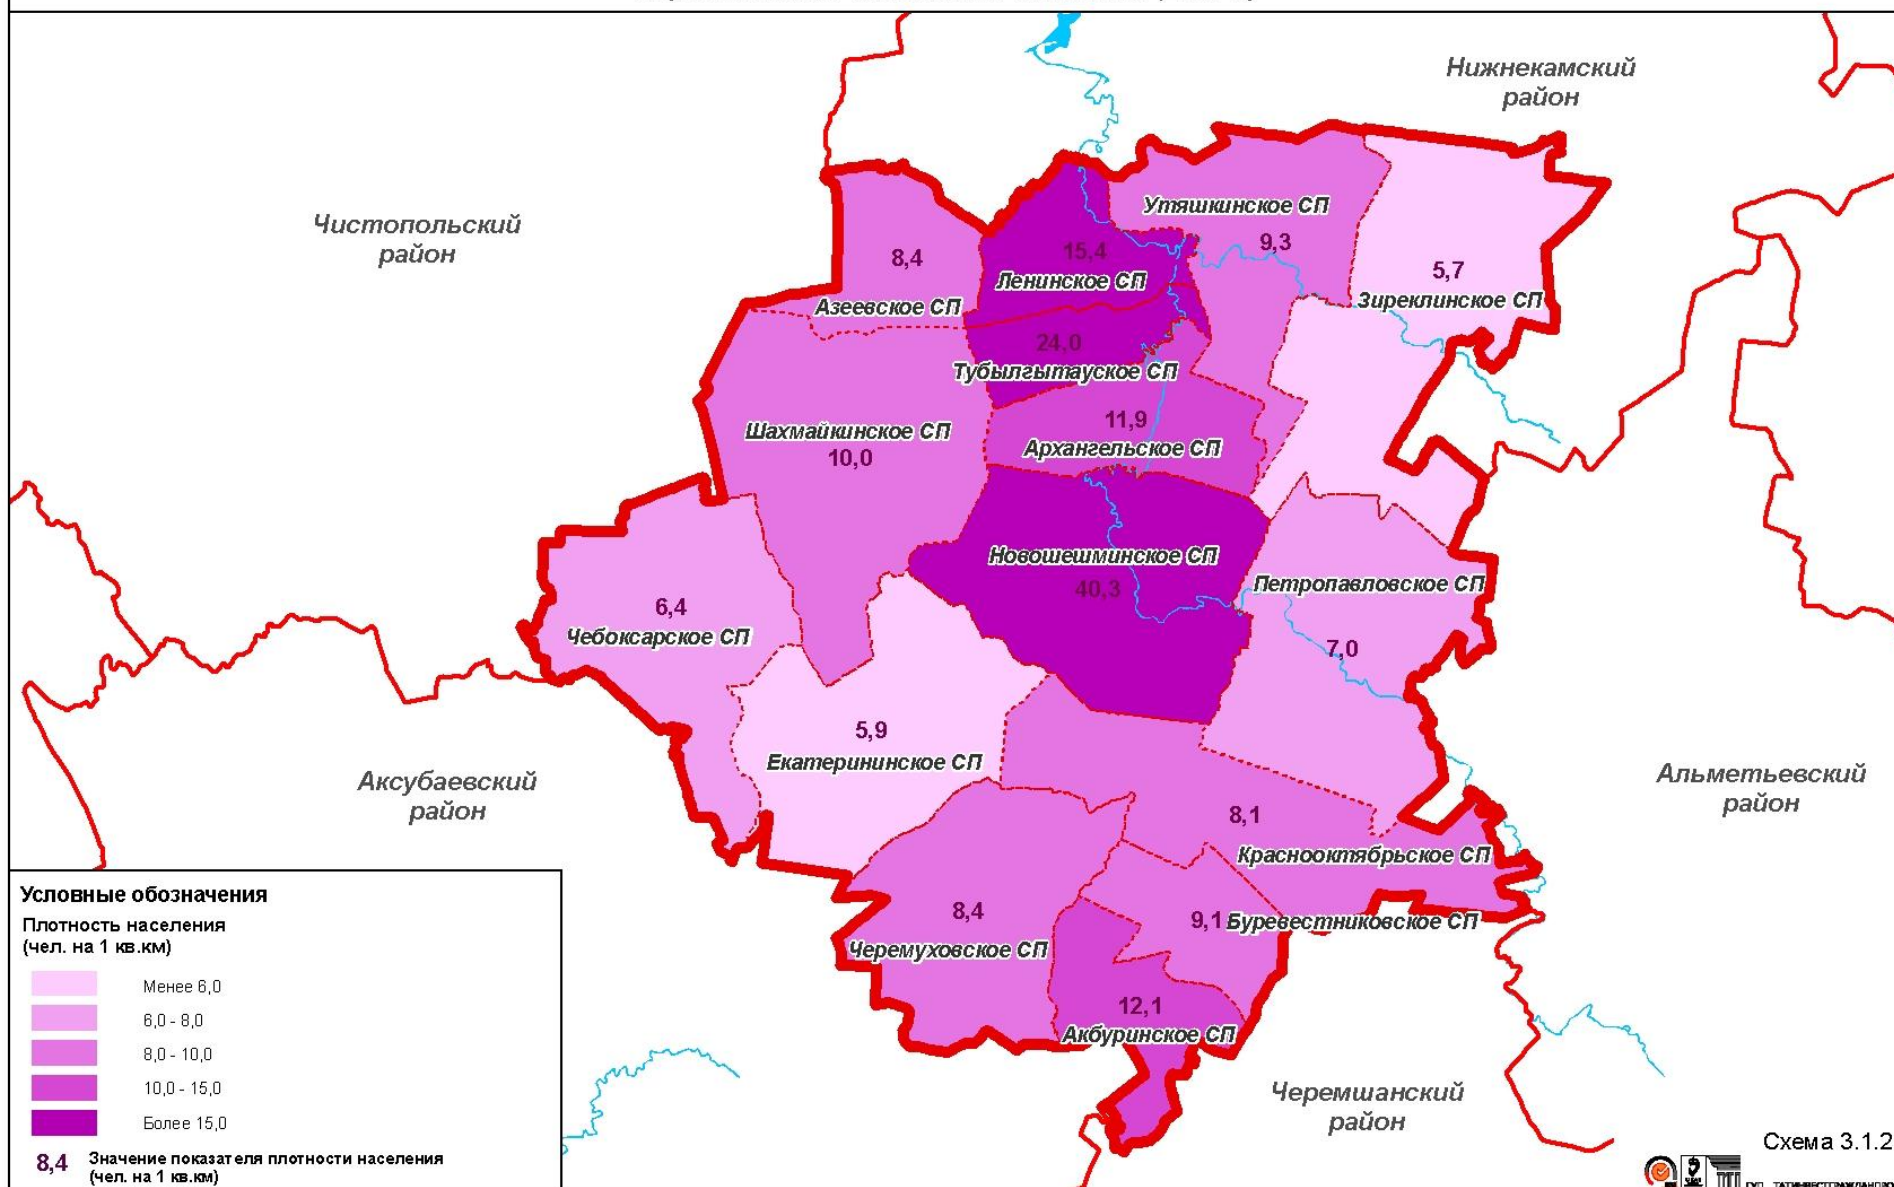 Нижнекамский
район
Чистопольский
район
Утяшкинское СП
9,3
15,4
Ленинское СП
8,4
Азеевское СП
5,7
Зиреклинское СП
24,0
Тубылгытауское СП
11,9
Архангельское СП
Шахмайкинское СП
10,0
Новошешминское СП
40,3
Петропавловское СП
7,0
6,4
Чебоксарское СП
5,9
Екатерининское СП
Аксубаевский
район
Альметьевский
район
8,1
Краснооктябрьское СП
9,1 Буревестниковское СП
8,4
Черемуховское СП
12,1
Акбуринское СП
Черемшанский
район
Условные обозначения
Плотность населения
(чел. на 1 кв.км)
Менее 6,0
6,0 - 8,0
8,0 - 10,0
10,0 - 15,0
Более 15,0
8,4 Значение показателя плотности населения
(чел. на 1 кв.км)
Схема 3.1.2